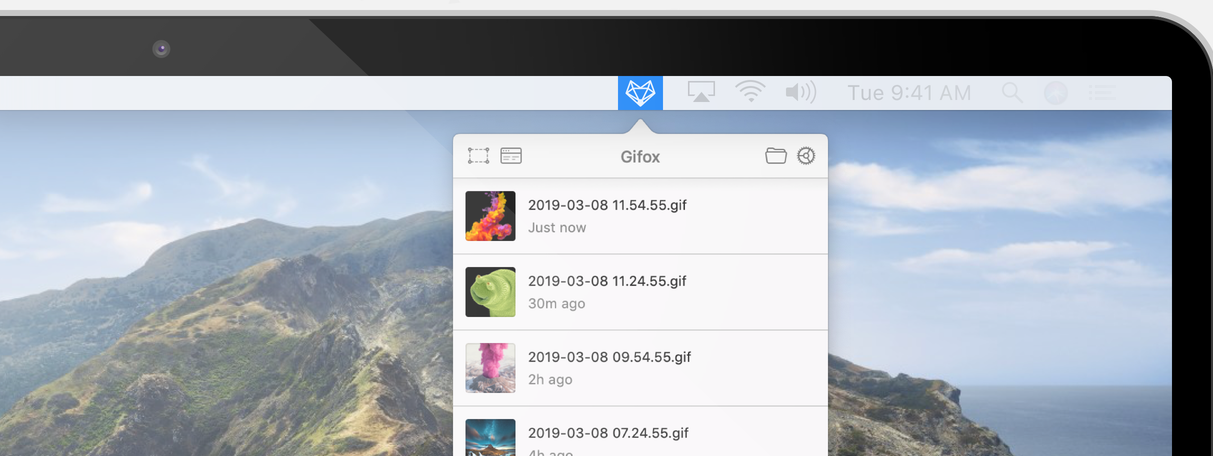 Tue 9:41 AM
Gifox
2019-03-08 11.54.55.gif
Just now
2019-03-08 11.24.55.gif
30m ago
2019-03-08 09.54.55.gif
2h ago
2019-03-08 07.24.55.gif
4h ago